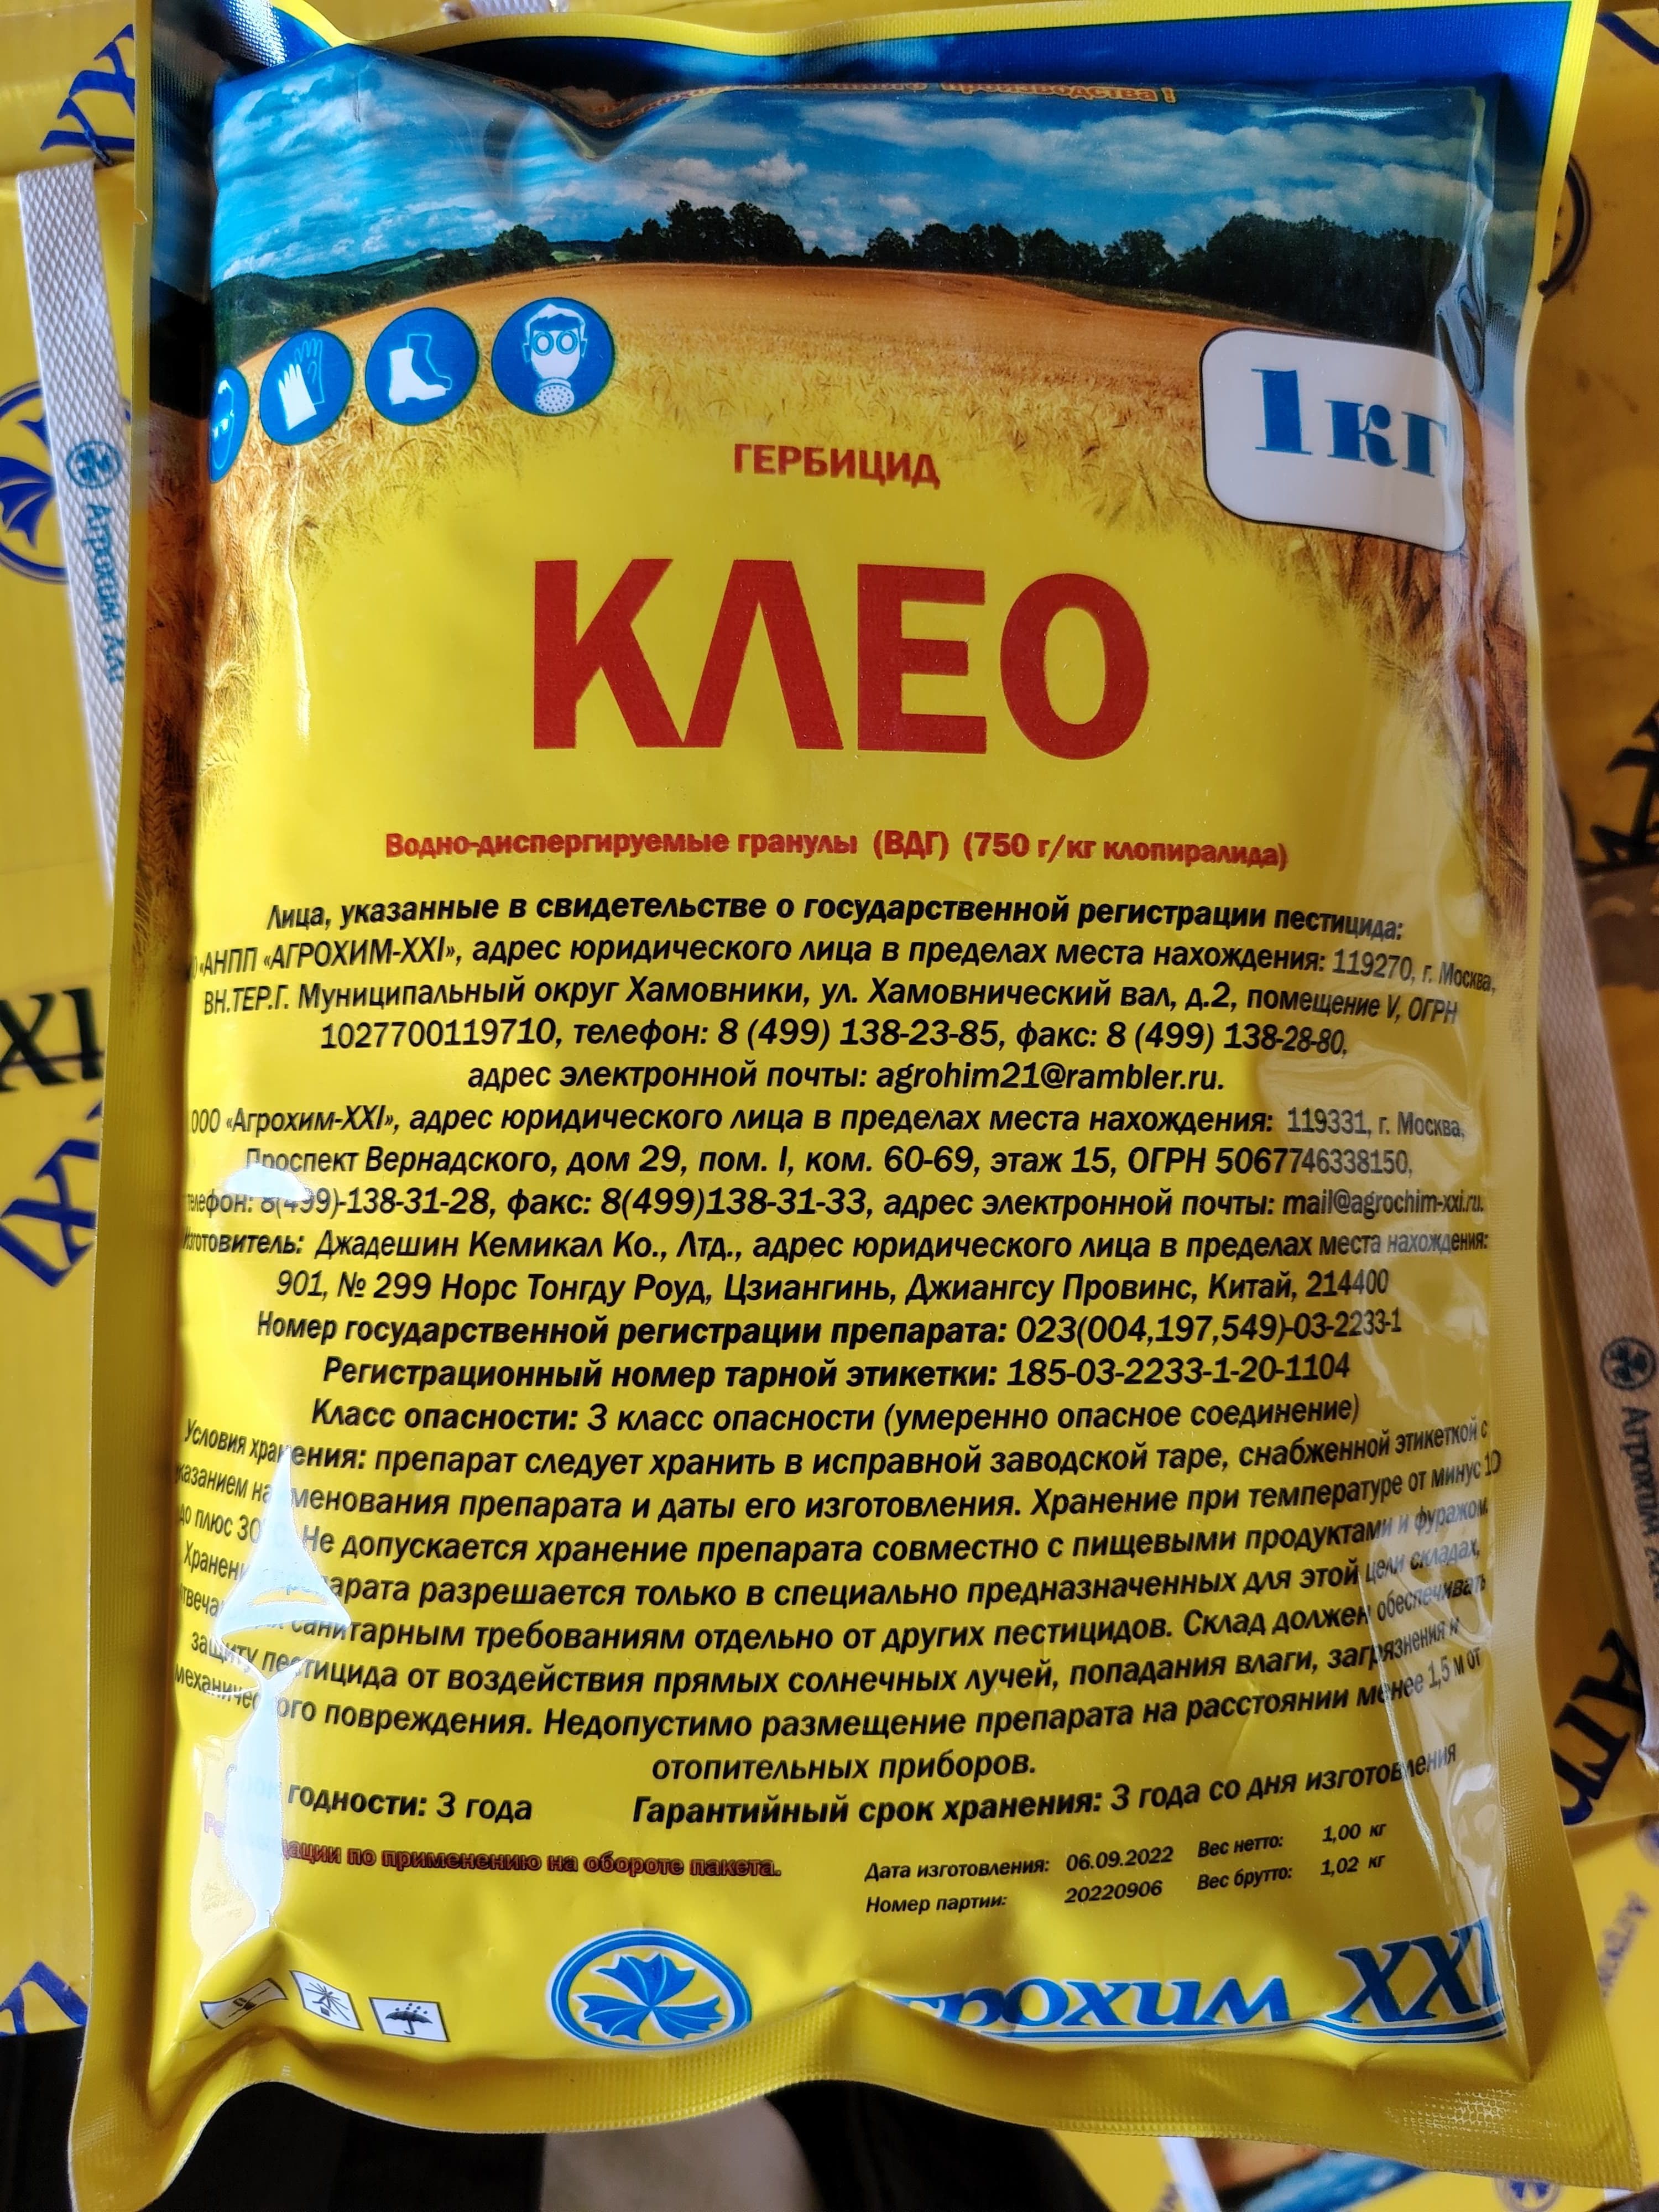 производства !
1 кг
ГЕРБИЦИД
КЛЕО
Водно-диспергируемые гранулы (ВДГ) (750 г/кг клопиралида)
Лица, указанные в свидетельстве о государственной регистрации пестицида:
«АНПП «АГРОХИМ-XXI», адрес юридического лица в пределах места нахождения: 119270, г. Москва,
ВН.ТЕР.Г. Муниципальный округ Хамовники, ул. Хамовнический вал, д.2, помещение V, ОГРН
1027700119710, телефон: 8 (499) 138-23-85, факс: 8 (499) 138-28-80,
адрес электронной почты: agrohim21@rambler.ru.
ООО «Агрохим-XXI», адрес юридического лица в пределах места нахождения: 119331, г. Москва,
Проспект Вернадского, дом 29, пом. I, ком. 60-69, этаж 15, ОГРН 5067746338150,
телефон: 8(499)-138-31-28, факс: 8(499)138-31-33, адрес электронной почты: mail@agrochim-xxi.ru.
Изготовитель: Джадешин Кемикал Ко., Лтд., адрес юридического лица в пределах места нахождения:
901, № 299 Норс Тонгду Роуд, Цзиангинь, Джиангсу Провинс, Китай, 214400
Номер государственной регистрации препарата: 023(004,197,549)-03-2233-1
Регистрационный номер тарной этикетки: 185-03-2233-1-20-1104
Класс опасности: 3 класс опасности (умеренно опасное соединение)
Условия хранения: препарат следует хранить в исправной заводской таре, снабженной этикеткой с
указанием наименования препарата и даты его изготовления. Хранение при температуре от минус 10
до плюс 30 Не допускается хранение препарата совместно с пищевыми продуктами и фуражом.
Хранение препарата разрешается только в специально предназначенных для этой цели складах,
санитарным требованиям отдельно от других пестицидов. Склад должен обеспечивать
защиту пестицида от воздействия прямых солнечных лучей, попадания влаги, загрязнения и
механического повреждения. Недопустимо размещение препарата на расстоянии менее 1,5 м от
отопительных приборов.
годности: 3 года Гарантийный срок хранения: 3 года со дня изготовления
по применению на обороте пакета.
Дата изготовления: 06.09.2022 Вес нетто: 1,00 кг
Номер партии: 20220906 Вес брутто: 1,02 кг
Агрохим XXI